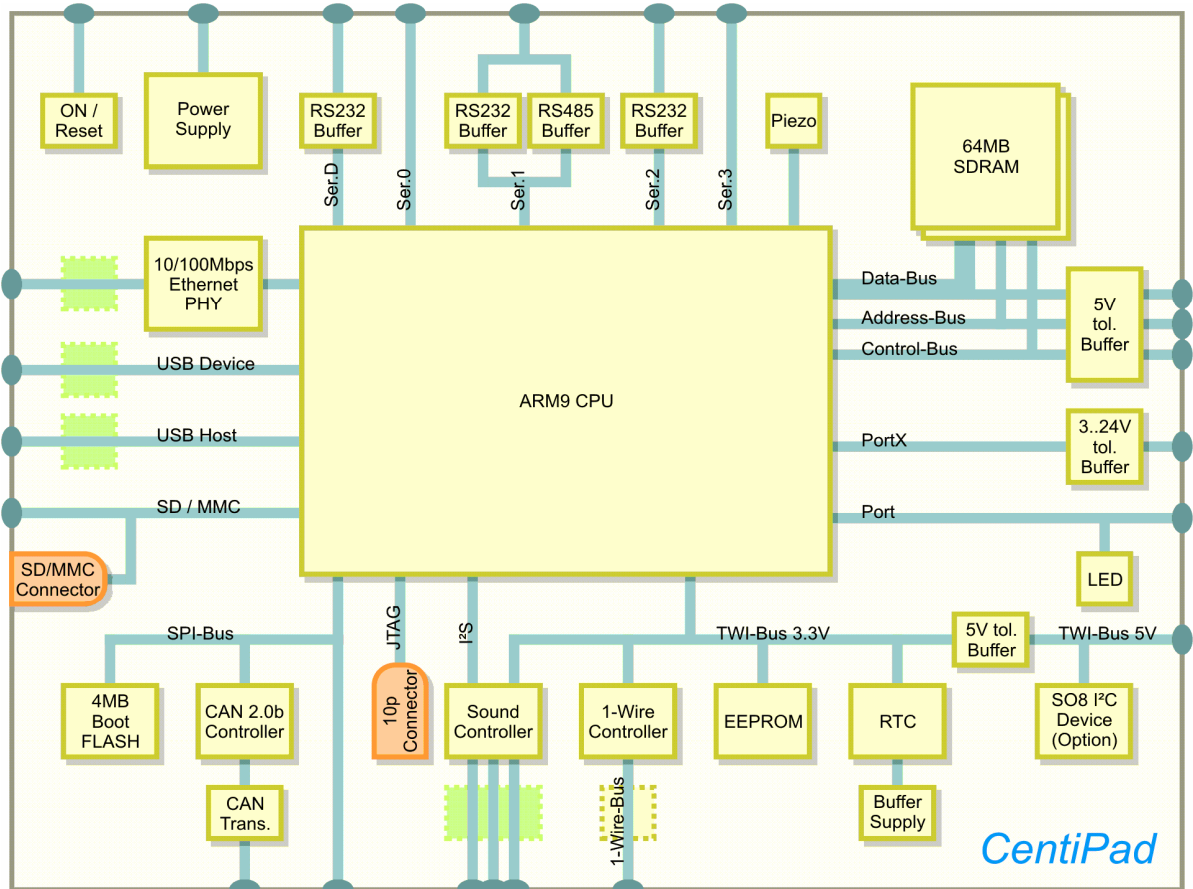 ON /
Reset
Power
Supply
RS232
Buffer
RS232
Buffer
RS485
Buffer
RS232
Buffer
Piezo
64MB
SDRAM
Ser.D
Ser.0
Ser.1
Ser.2
Ser.3
10/100Mbps
Ethernet
PHY
Data-Bus
Address-Bus
Control-Bus
5V
tol.
Buffer
USB Device
ARM9 CPU
USB Host
PortX
3..24V
tol.
Buffer
SD / MMC
Port
SD/MMC
Connector
LED
SPI-Bus
JTAG
I²S
TWI-Bus 3.3V
5V tol.
Buffer
TWI-Bus 5V
4MB
Boot
FLASH
CAN 2.0b
Controller
10p
Connector
Sound
Controller
1-Wire
Controller
EEPROM
RTC
SO8 I²C
Device
(Option)
CAN
Trans.
1-Wire-Bus
Buffer
Supply
CentiPad